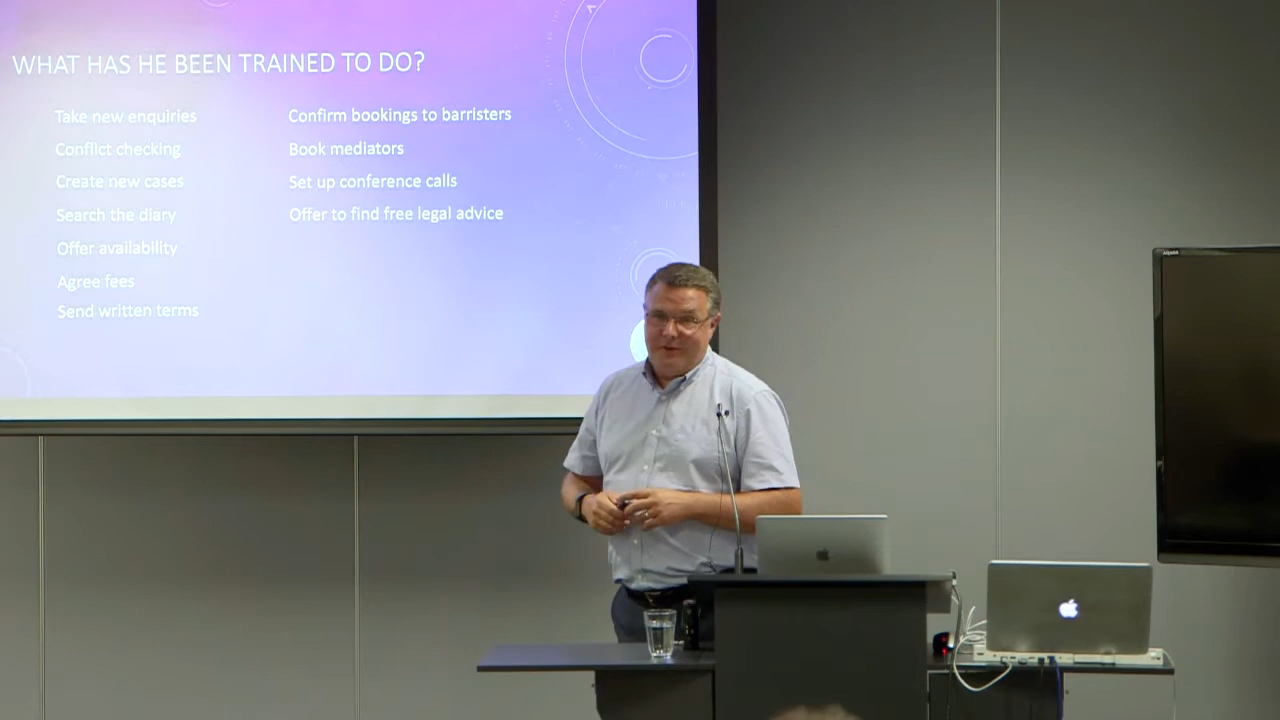 WHAT HAS HE BEEN TRAINED TO DO?
Take new enquiries
Conflict checking
Create new cases
Search the diary
Offer availability
Agree fees
Send written terms
Confirm bookings to barristers
Book mediators
Set up conference calls
Offer to find free legal advice